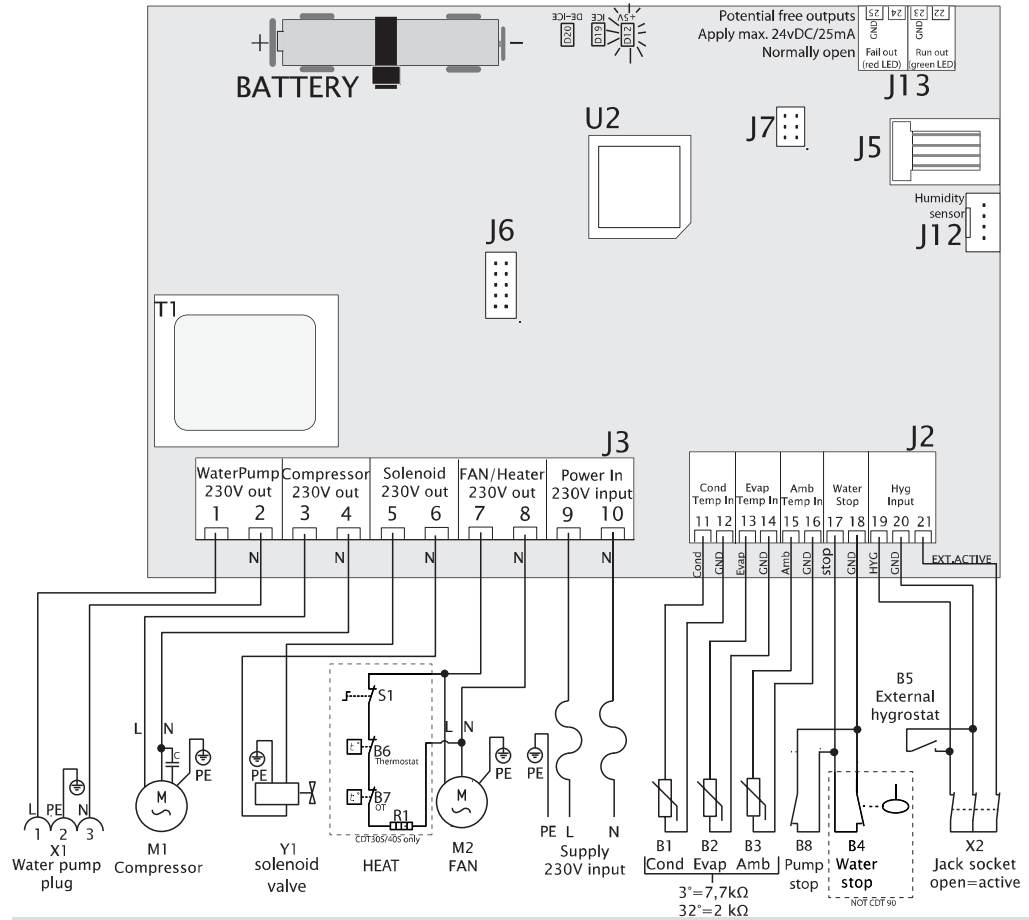 BATTERY
+
-
DE-ICE
D20
ICE
D19
+5V
D12
Potential free outputs
Apply max. 24vDC/25mA
Normally open
25
24
23
22
GND
GND
Fail out
(red LED)
Run out
(green LED)
J13
U2
J7
J5
Humidity
sensor
J12
J6
T1
J3
J2
WaterPump
230V out
1
2
Compressor
230V out
3
4
Solenoid
230V out
5
6
FAN/Heater
230V out
7
8
Power In
230V input
9
10
N
N
N
N
N
Cond
Temp In
11
12
Evap
Temp In
13
14
Amb
Temp In
15
16
Water
Stop
17
18
Hyg
Input
19
20
21
Cond
GND
Evap
GND
Amb
GND
stop
GND
HYG
GND
EXT.ACTIVE
L
PE
N
1
2
3
X1
Water pump
plug
L
N
C
PE
M
~
M1
Compressor
PE
Y1
solenoid
valve
S1
t°
B6
Thermostat
t°
B7
OT
R1
CDT30S/40S only
HEAT
L
N
M
~
PE
M2
FAN
PE
PE
L
N
Supply
230V input
B1
Cond
B2
Evap
B3
Amb
3°=7,7kΩ
32°=2 kΩ
B8
Pump
stop
B4
Water
stop
NOT CDT 90
B5
External
hygrostat
X2
Jack socket
open=active